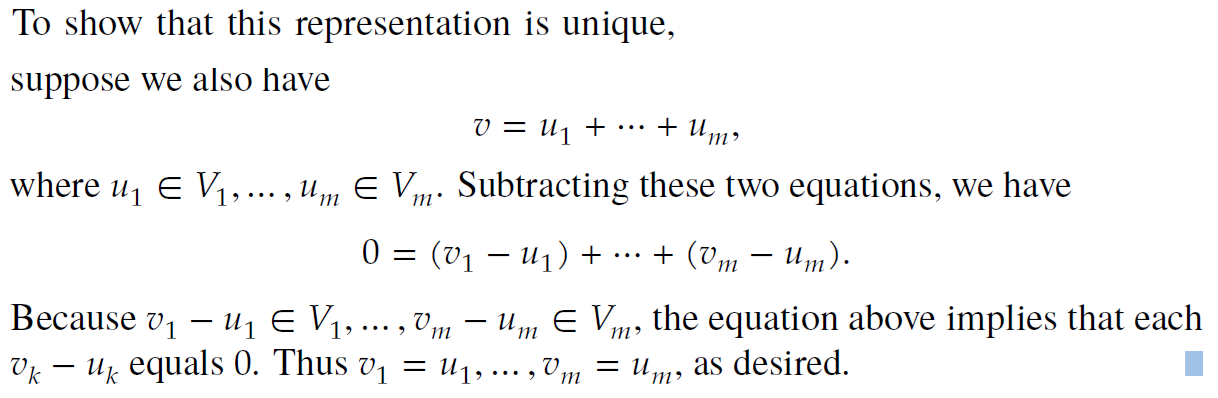 To show that this representation is unique,
suppose we also have
v = u₁ + ⋯ + uₘ,
where u₁ ∈ V₁, … , uₘ ∈ Vₘ. Subtracting these two equations, we have
0 = (v₁ − u₁) + ⋯ + (vₘ − uₘ).
Because v₁ − u₁ ∈ V₁, … , vₘ − uₘ ∈ Vₘ, the equation above implies that each
vₖ − uₖ equals 0. Thus v₁ = u₁, … , vₘ = uₘ, as desired.